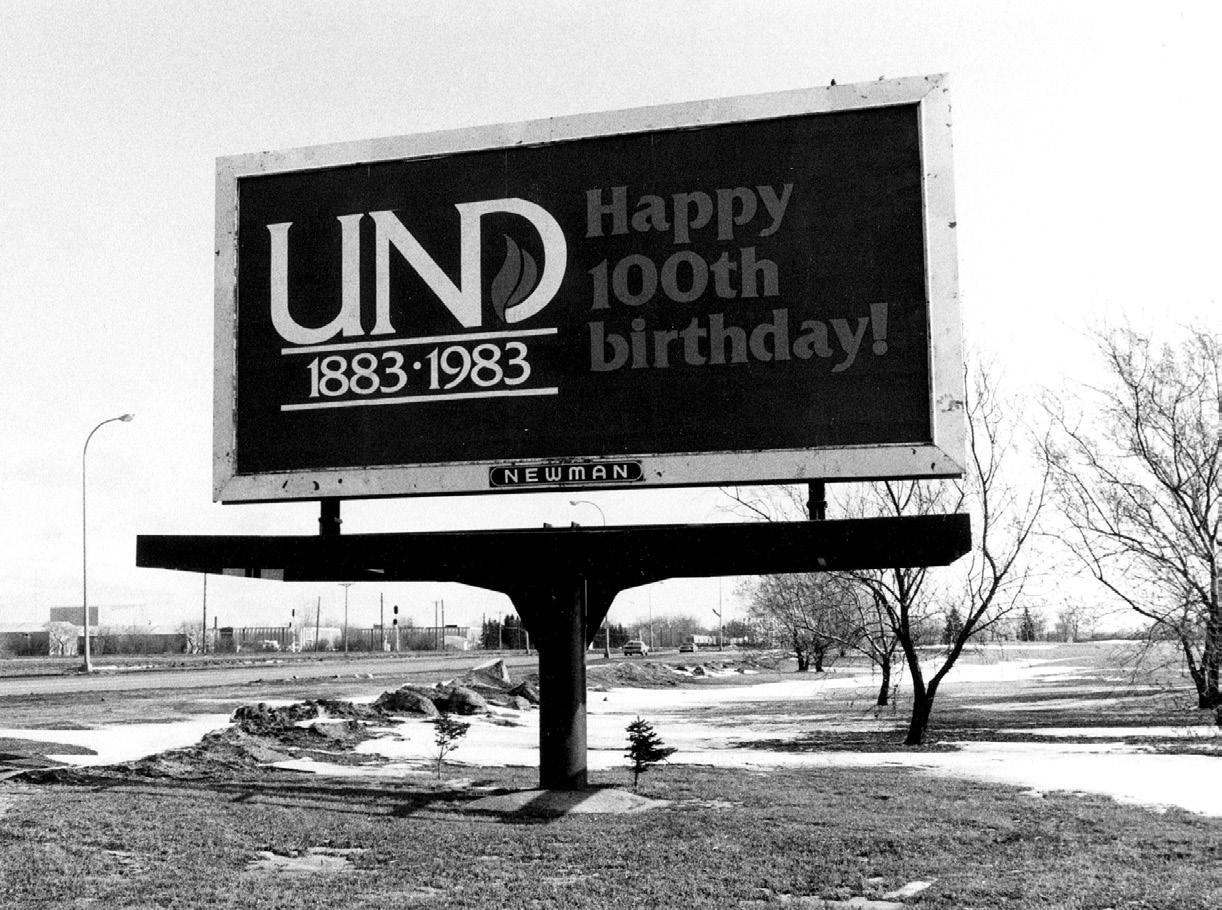 UND
1883·1983
Happy
100th
birthday!
NEWMAN